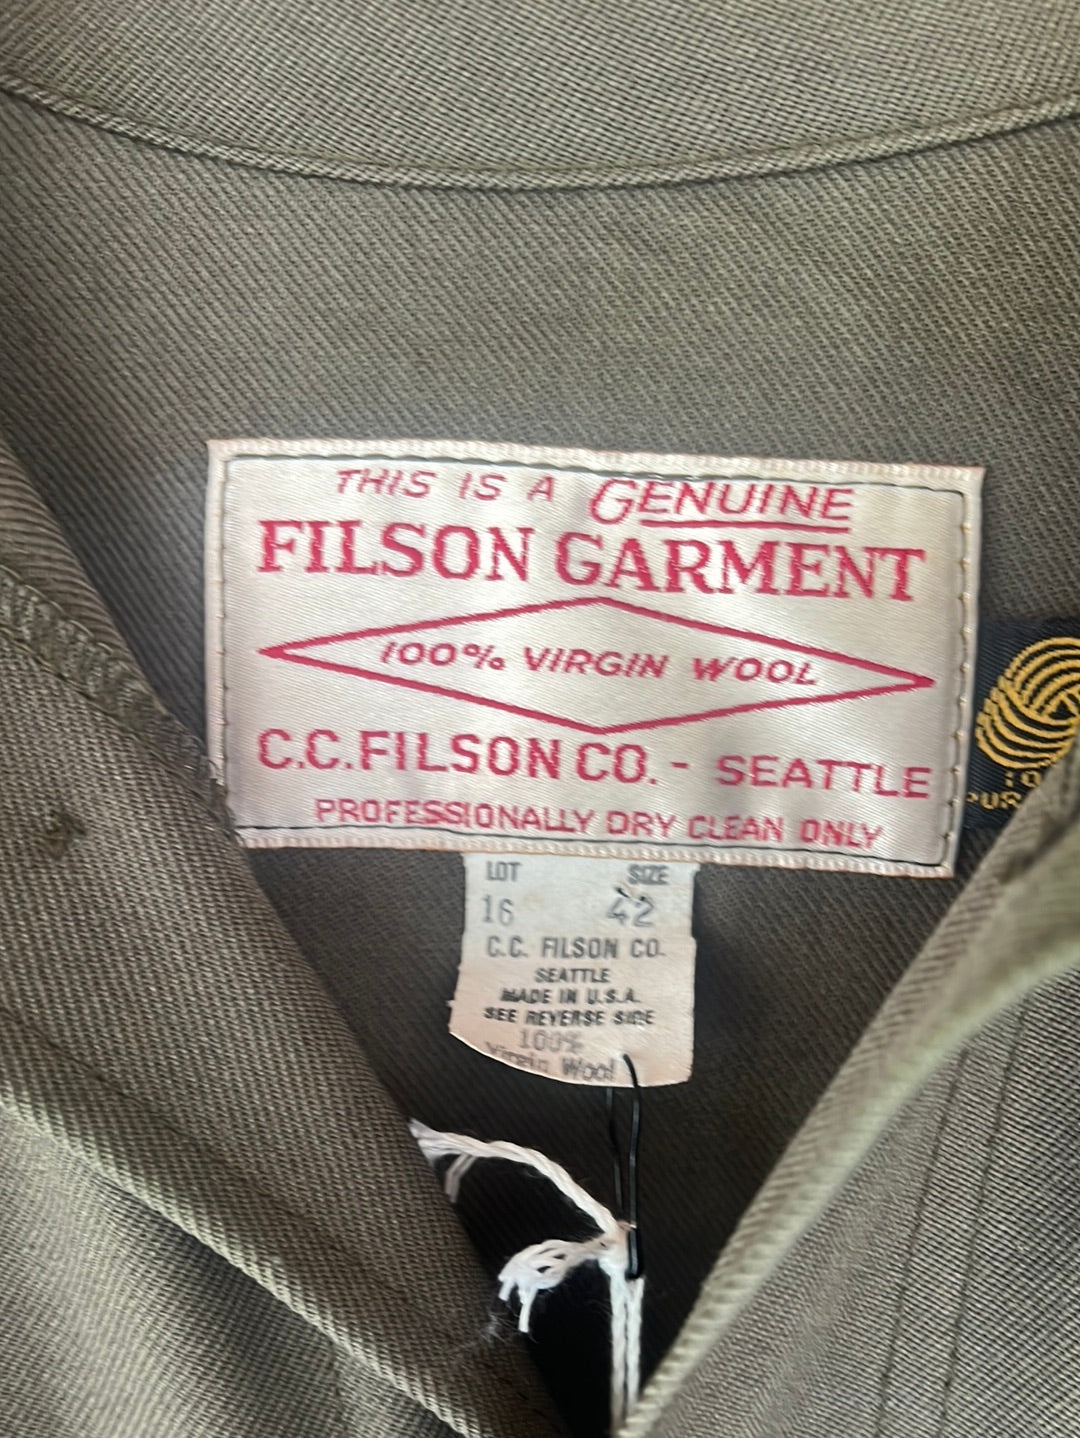 THIS IS A GENUINE
FILSON GARMENT
100% VIRGIN WOOL
C.C. FILSON CO. - SEATTLE
PROFESSIONALLY DRY CLEAN ONLY
LOT SIZE
16 42
C.C. FILSON CO.
SEATTLE
MADE IN U.S.A.
SEE REVERSE SIDE
100%
Virgin Wool